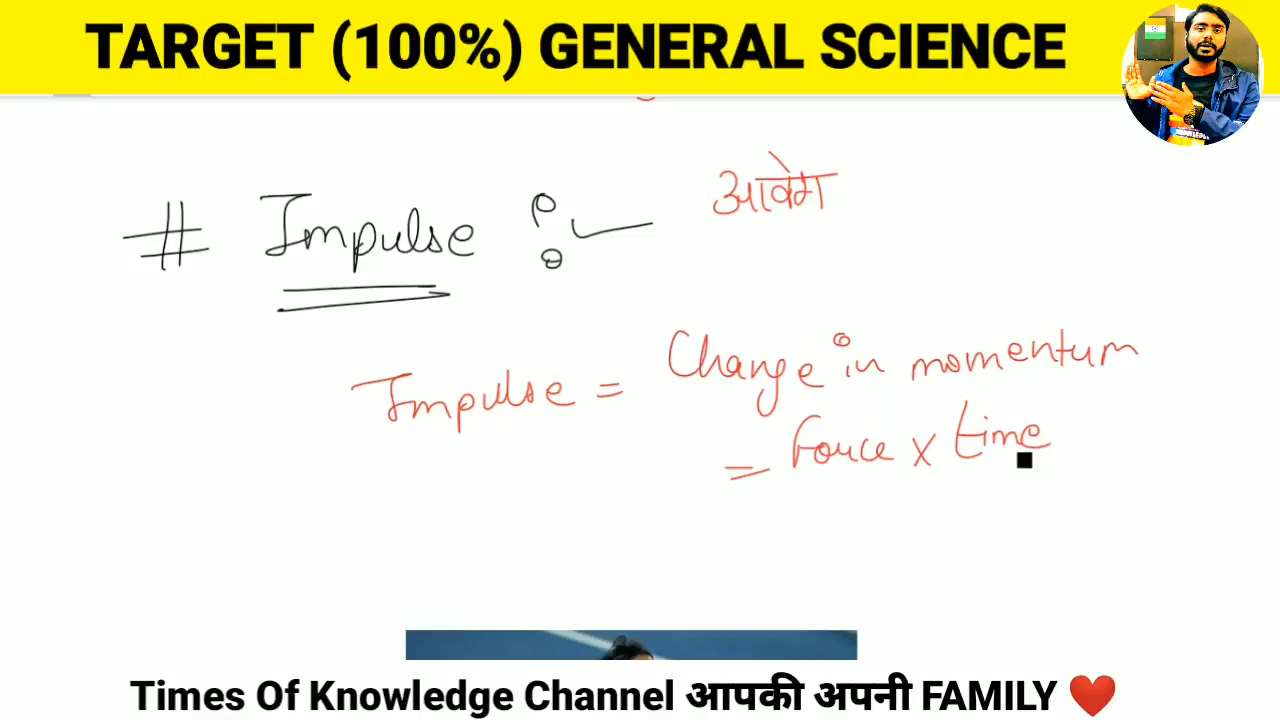 TARGET (100%) GENERAL SCIENCE
# Impulse : आवेग
Impulse = Change in momentum
= Force x time
Times Of Knowledge Channel आपकी अपनी FAMILY ❤️